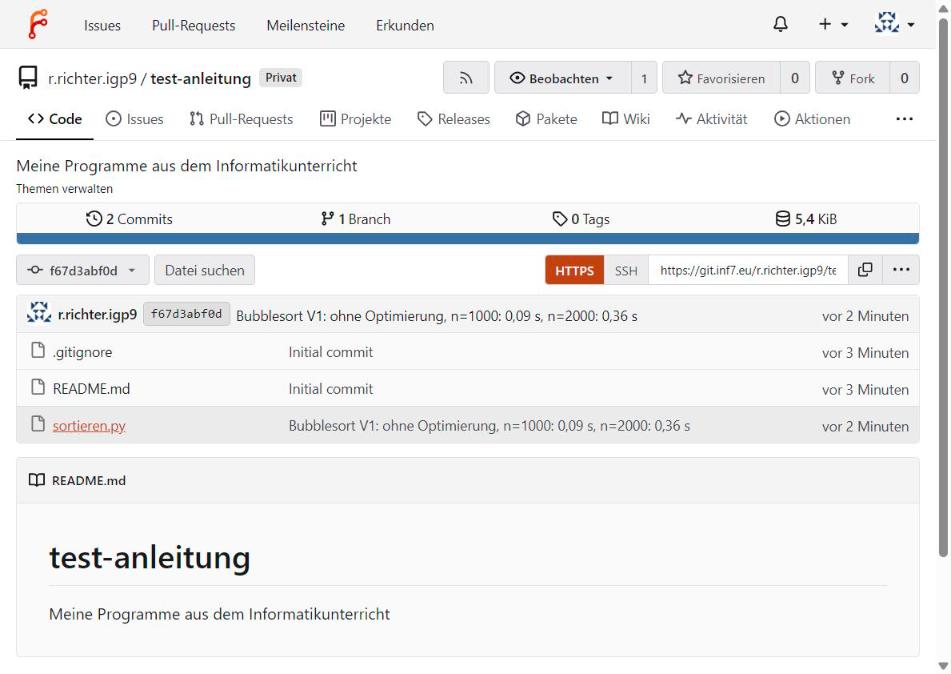 Issues Pull-Requests Meilensteine Erkunden
r.richter.igp9 / test-anleitung Privat Beobachten 1 Favorisieren 0 Fork 0
Code Issues Pull-Requests Projekte Releases Pakete Wiki Aktivität Aktionen
Meine Programme aus dem Informatikunterricht
Themen verwalten
2 Commits 1 Branch 0 Tags 5,4 KiB
f67d3abf0d Datei suchen HTTPS SSH https://git.inf7.eu/r.richter.igp9/te
r.richter.igp9 f67d3abf0d Bubblesort V1: ohne Optimierung, n=1000: 0,09 s, n=2000: 0,36 s vor 2 Minuten
.gitignore Initial commit vor 3 Minuten
README.md Initial commit vor 3 Minuten
sortieren.py Bubblesort V1: ohne Optimierung, n=1000: 0,09 s, n=2000: 0,36 s vor 2 Minuten
README.md
test-anleitung
Meine Programme aus dem Informatikunterricht